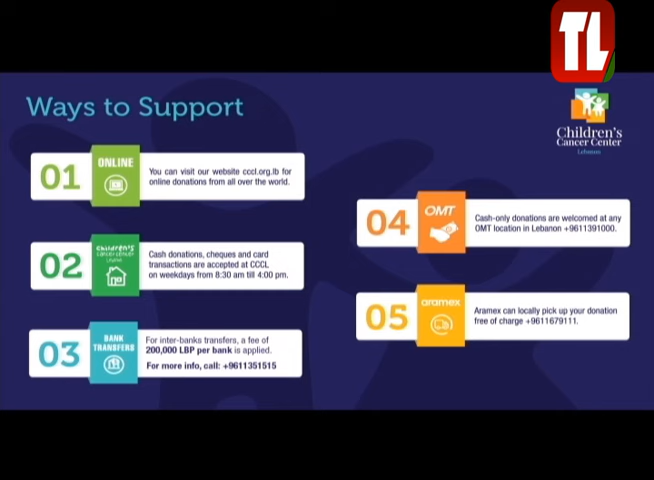 TL
Ways to Support
Children's
Cancer Center
Lebanon
01
ONLINE
You can visit our website cccl.org.lb for
online donations from all over the world.
02
children's
cancer center
Cash donations, cheques and card
transactions are accepted at CCCL
on weekdays from 8:30 am till 4:00 pm.
03
BANK
TRANSFERS
For inter-banks transfers, a fee of
200,000 LBP per bank is applied.
For more info, call: +9611351515
04
OMT
Cash-only donations are welcomed at any
OMT location in Lebanon +9611391000.
05
aramex
Aramex can locally pick up your donation
free of charge +9611679111.